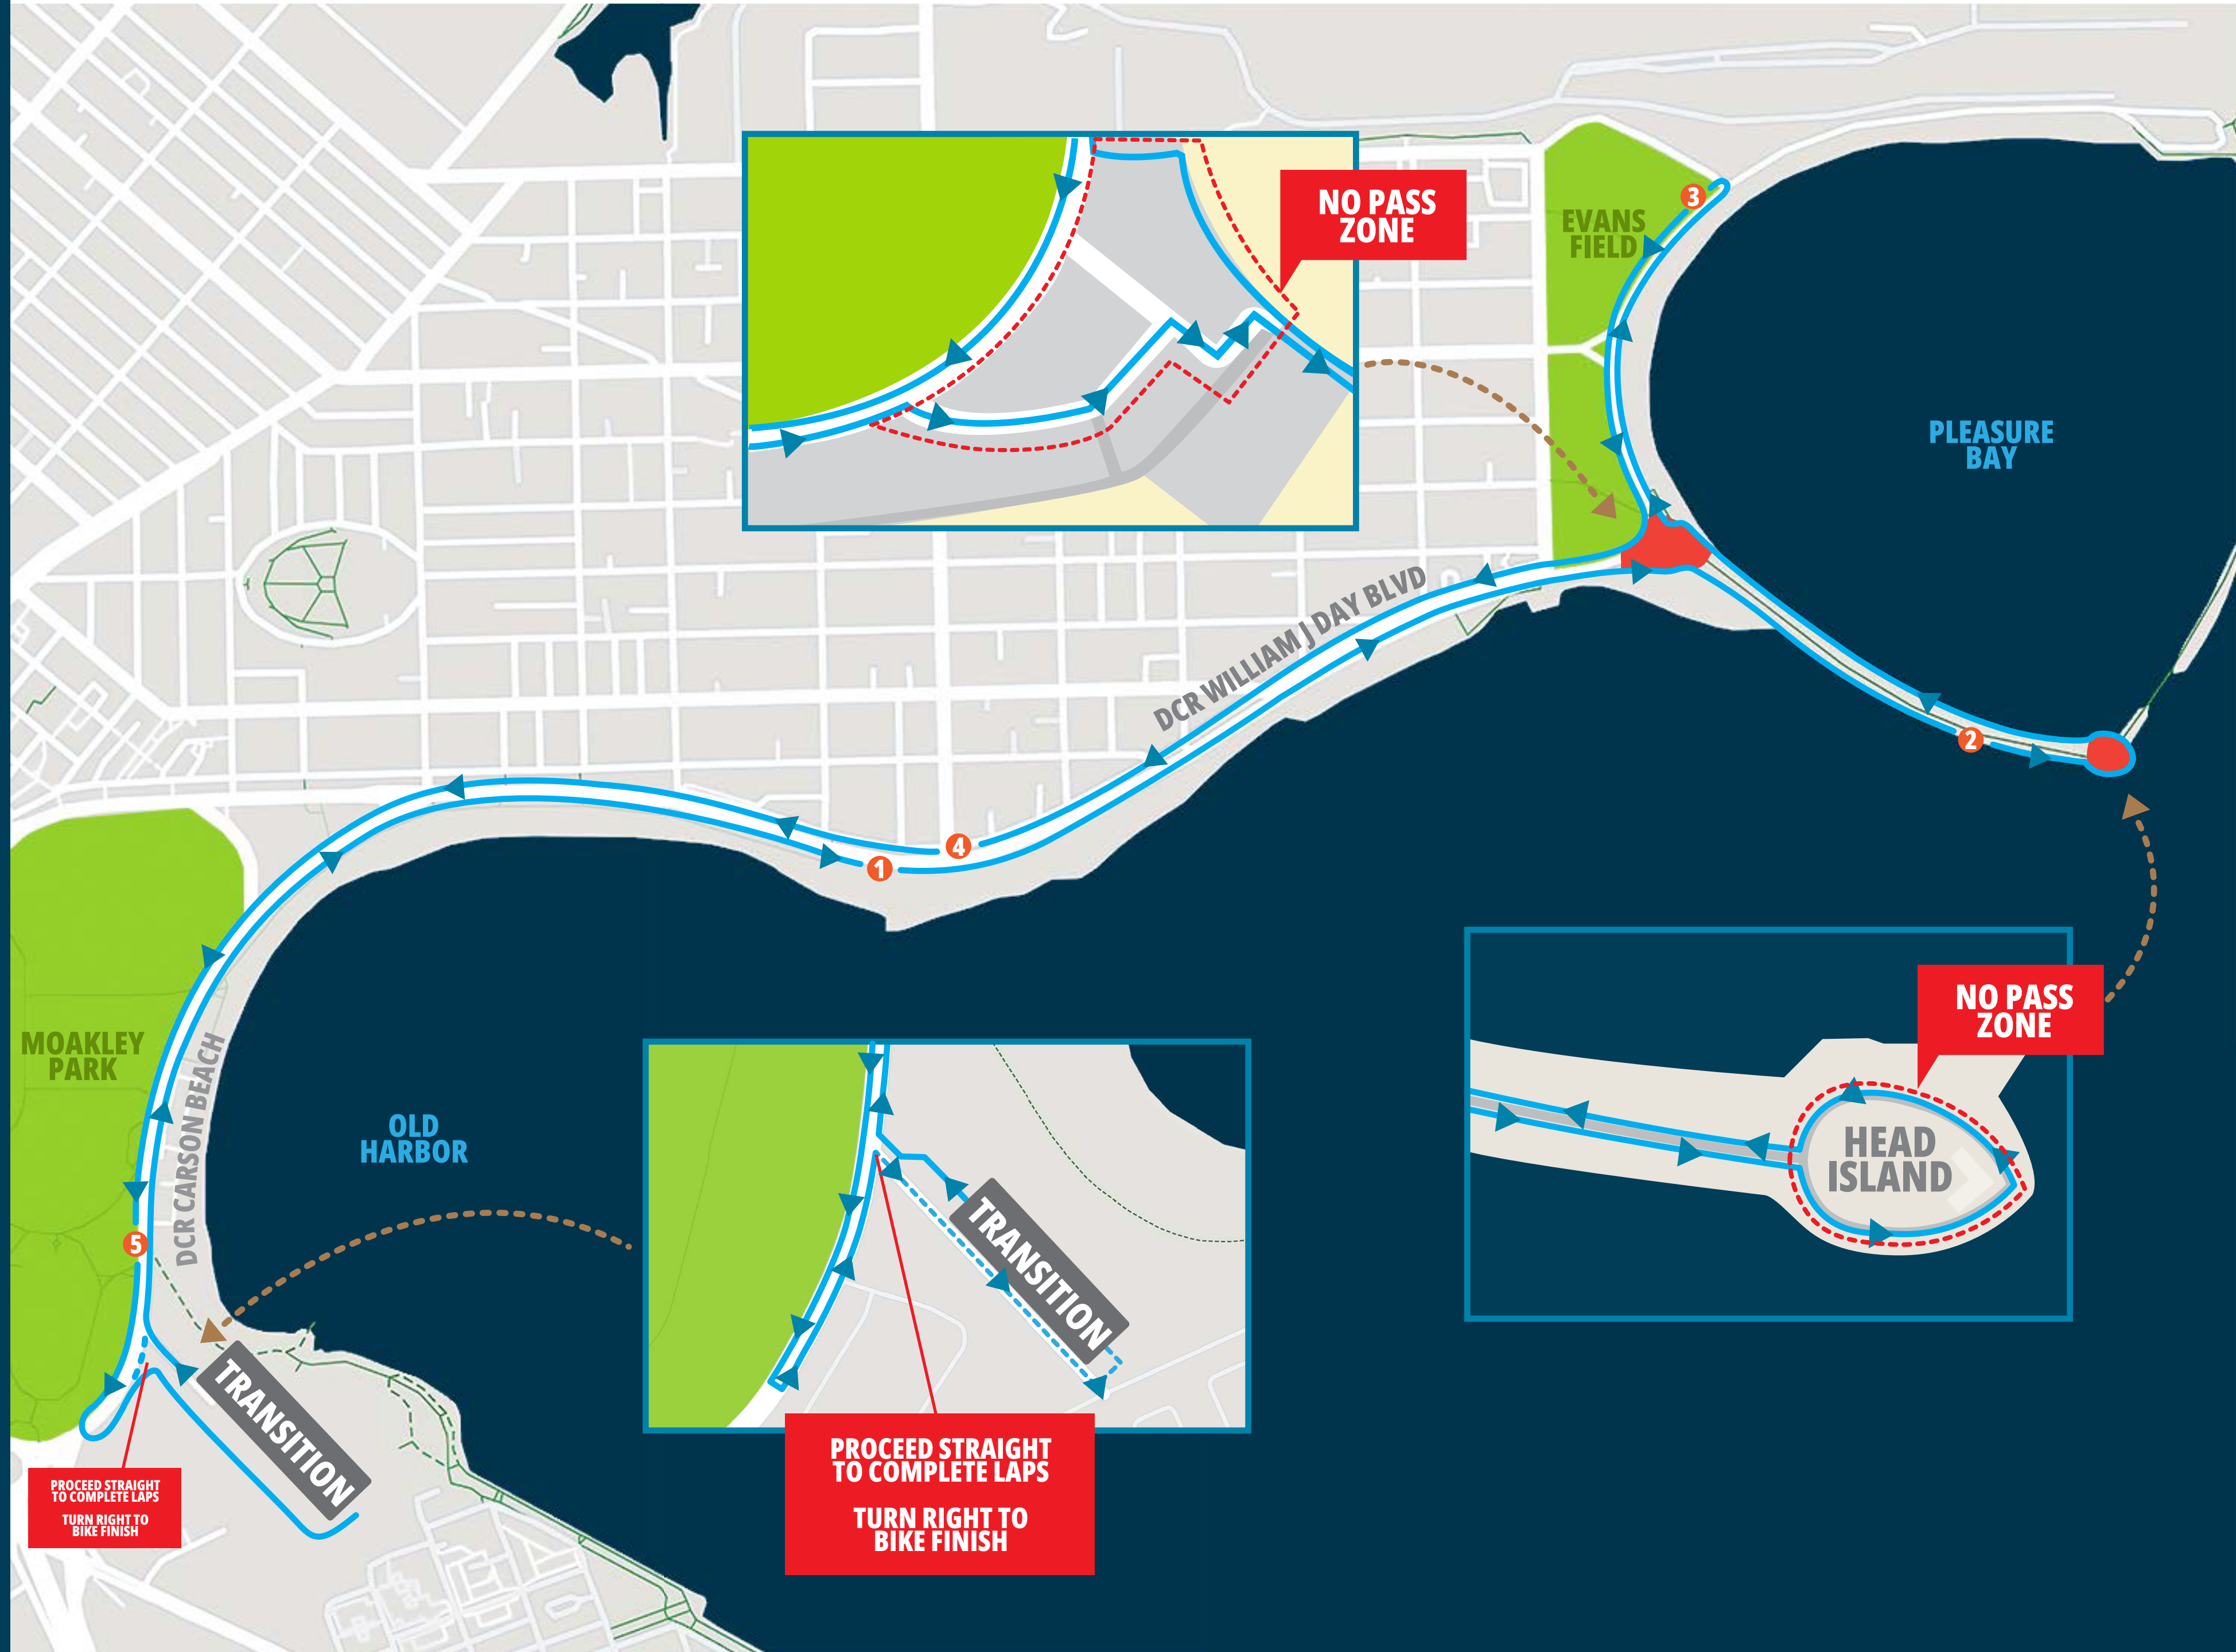 NO PASS
ZONE
EVANS
FIELD
3
PLEASURE
BAY
DCR WILLIAM J DAY BLVD
2
4
1
MOAKLEY
PARK
DCR CARSON BEACH
OLD
HARBOR
5
NO PASS
ZONE
HEAD
ISLAND
TRANSITION
TRANSITION
PROCEED STRAIGHT
TO COMPLETE LAPS
TURN RIGHT TO
BIKE FINISH
PROCEED STRAIGHT
TO COMPLETE LAPS
TURN RIGHT TO
BIKE FINISH